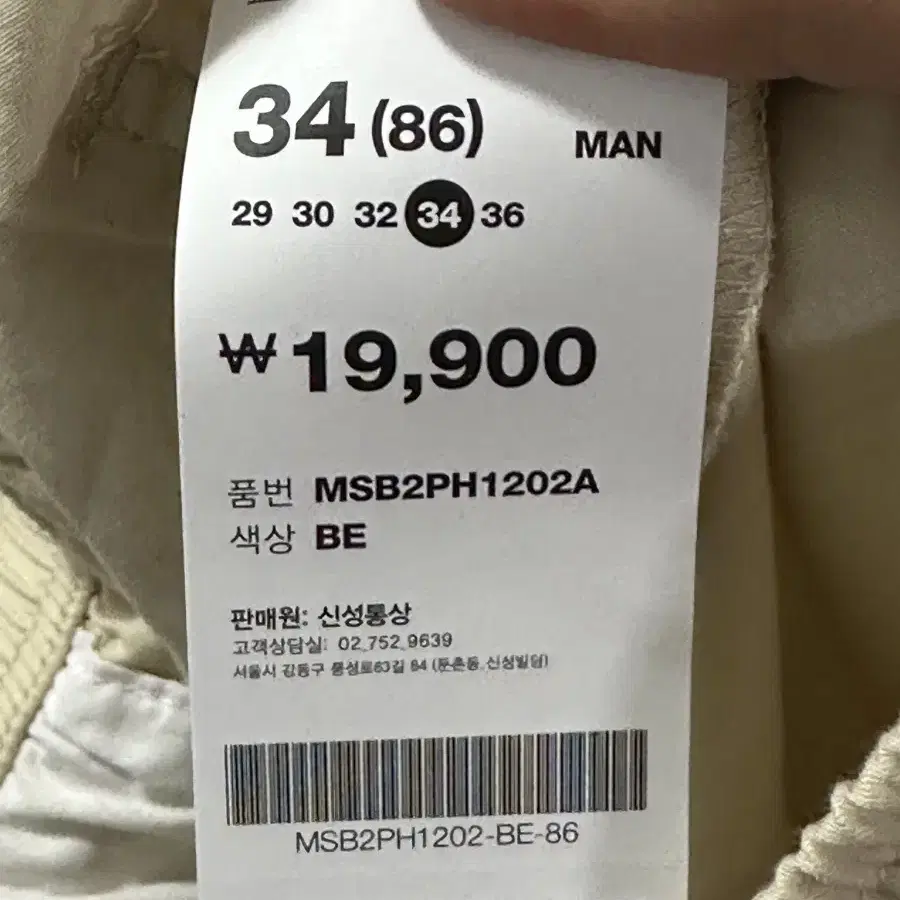 34 (86) MAN
29 30 32 34 36
₩19,900
품번 MSB2PH1202A
색상 BE
판매원: 신성통상
고객상담실: 02.752.9639
서울시 강동구 풍성로63길 84 (둔촌동, 신성빌딩)
MSB2PH1202-BE-86